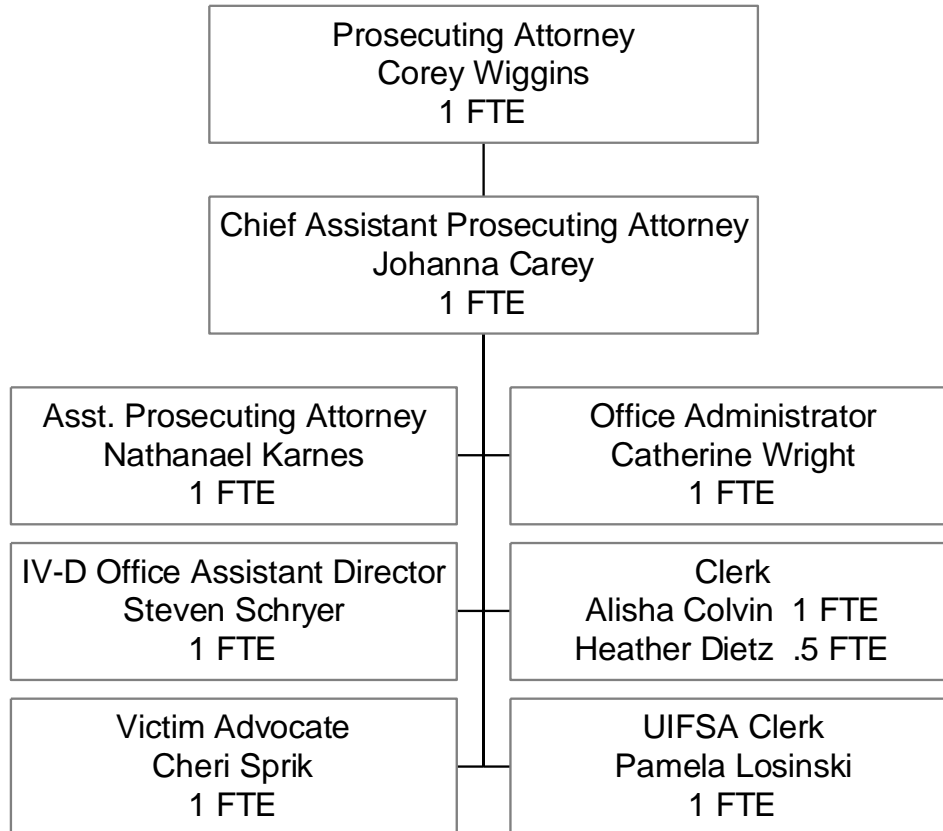 Prosecuting Attorney
Corey Wiggins
1 FTE
Chief Assistant Prosecuting Attorney
Johanna Carey
1 FTE
Asst. Prosecuting Attorney
Nathanael Karnes
1 FTE
Office Administrator
Catherine Wright
1 FTE
IV-D Office Assistant Director
Steven Schryer
1 FTE
Clerk
Alisha Colvin 1 FTE
Heather Dietz .5 FTE
Victim Advocate
Cheri Sprik
1 FTE
UIFSA Clerk
Pamela Losinski
1 FTE